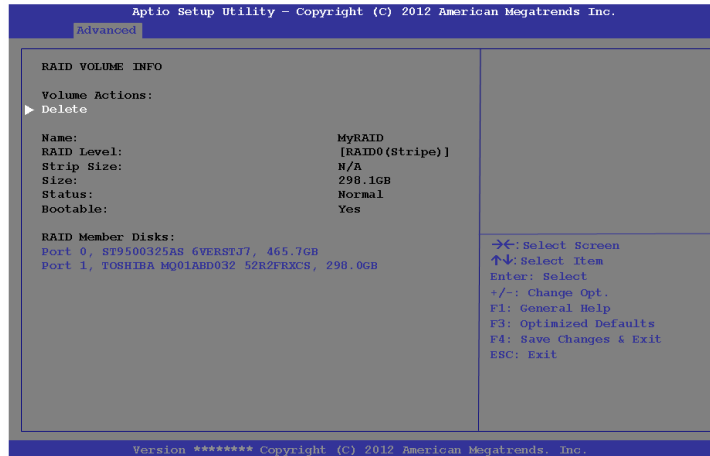 Aptio Setup Utility – Copyright (C) 2012 American Megatrends Inc.
Advanced
RAID VOLUME INFO
Volume Actions:
Delete
Name: MyRAID
RAID Level: [RAID0(Stripe)]
Strip Size: N/A
Size: 298.1GB
Status: Normal
Bootable: Yes
RAID Member Disks:
Port 0, ST9500325AS 6VERSTJ7, 465.7GB
Port 1, TOSHIBA MQ01ABD032 52R2FRXCS, 298.0GB
→←: Select Screen
↑↓: Select Item
Enter: Select
+/-: Change Opt.
F1: General Help
F3: Optimized Defaults
F4: Save Changes & Exit
ESC: Exit
Version ******** Copyright (C) 2012 American Megatrends. Inc.